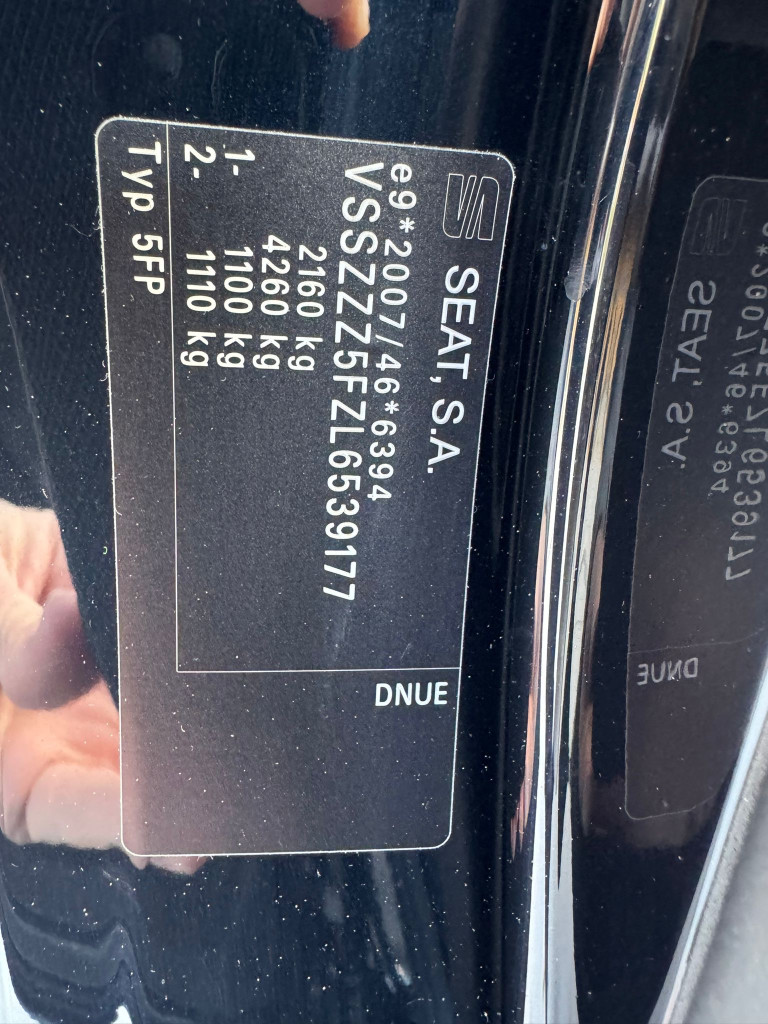 SEAT, S.A.
e9*2007/46*6394
VSSZZZ5FZL6539177
2160 kg
4260 kg
1- 1100 kg
2- 1110 kg
Typ 5FP
DNUE